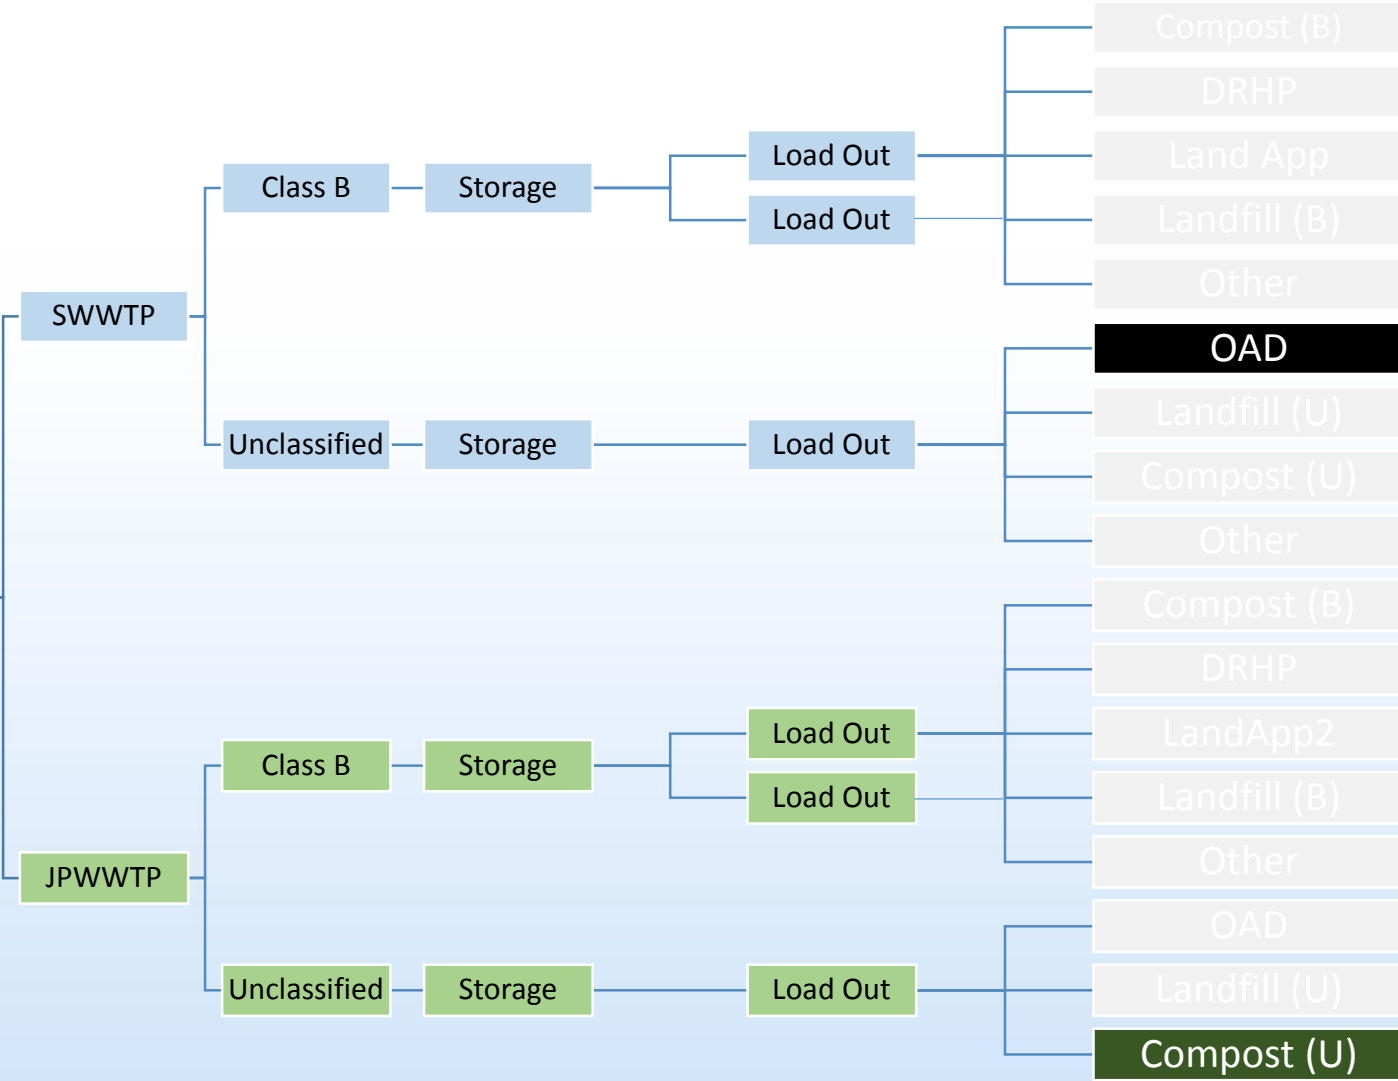 SWWTP
Class B
Storage
Load Out
Load Out
Compost (B)
DRHP
Land App
Landfill (B)
Other
Unclassified
Storage
Load Out
OAD
Landfill (U)
Compost (U)
Other
JPWWTP
Class B
Storage
Load Out
Load Out
Compost (B)
DRHP
LandApp2
Landfill (B)
Other
Unclassified
Storage
Load Out
OAD
Landfill (U)
Compost (U)